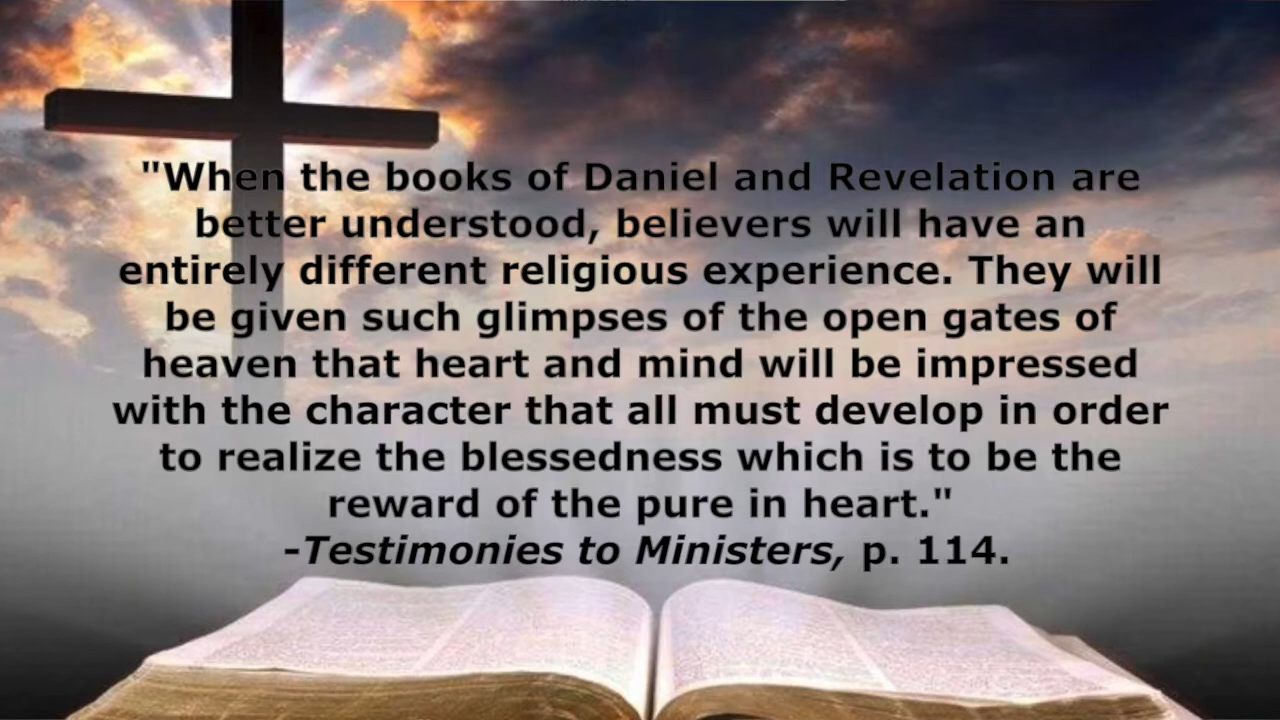 "When the books of Daniel and Revelation are
better understood, believers will have an
entirely different religious experience. They will
be given such glimpses of the open gates of
heaven that heart and mind will be impressed
with the character that all must develop in order
to realize the blessedness which is to be the
reward of the pure in heart."
-Testimonies to Ministers, p. 114.